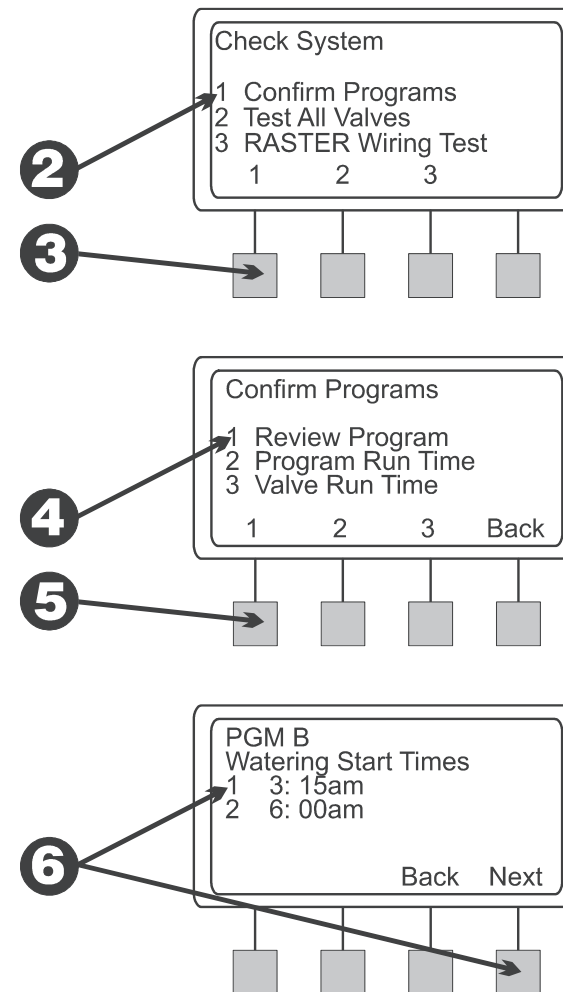 Check System
1 Confirm Programs
2
2 Test All Valves
3 RASTER Wiring Test
1 2 3
3
Confirm Programs
1 Review Program
2 Program Run Time
3 Valve Run Time
4
1 2 3 Back
5
PGM B
Watering Start Times
1 3: 15am
2 6: 00am
6
Back Next